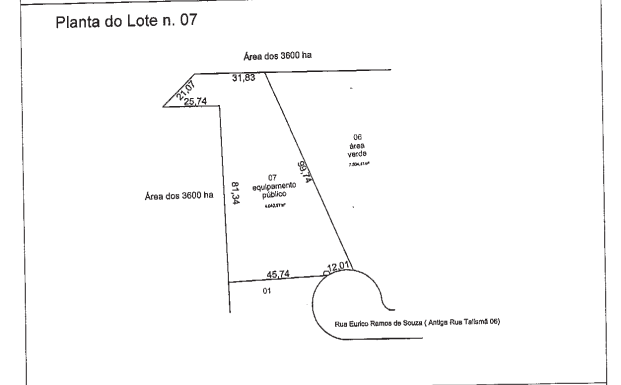 Planta do Lote n. 07
Área dos 3600 ha
31,83
21,07
25,74
06
área
verde
99,74
07
equipamento
público
Área dos 3600 ha
81,34
12,01
45,74
01
Rua Eurico Ramos de Souza ( Antiga Rua Talismã 06)